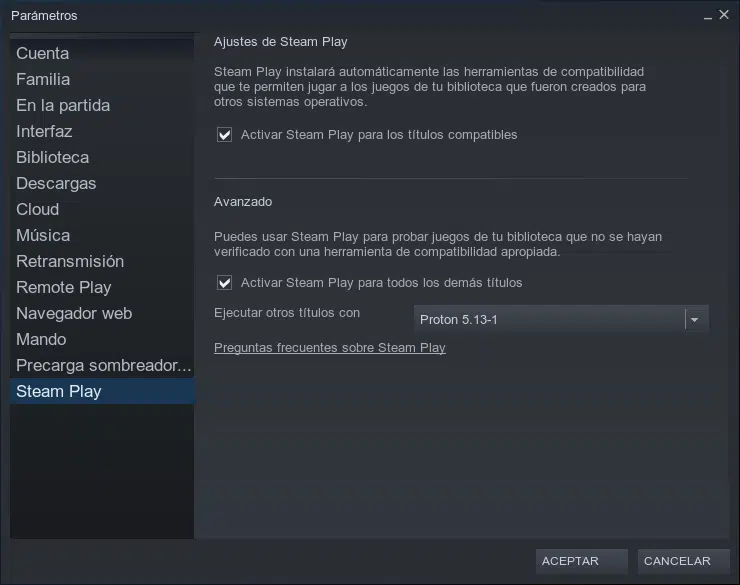 Parámetros
Cuenta
Familia
En la partida
Interfaz
Biblioteca
Descargas
Cloud
Música
Retransmisión
Remote Play
Navegador web
Mando
Precarga sombreador...
Steam Play
Ajustes de Steam Play
Steam Play instalará automáticamente las herramientas de compatibilidad
que te permiten jugar a los juegos de tu biblioteca que fueron creados para
otros sistemas operativos.
Activar Steam Play para los títulos compatibles
Avanzado
Puedes usar Steam Play para probar juegos de tu biblioteca que no se hayan
verificado con una herramienta de compatibilidad apropiada.
Activar Steam Play para todos los demás títulos
Ejecutar otros títulos con
Proton 5.13-1
Preguntas frecuentes sobre Steam Play
ACEPTAR
CANCELAR